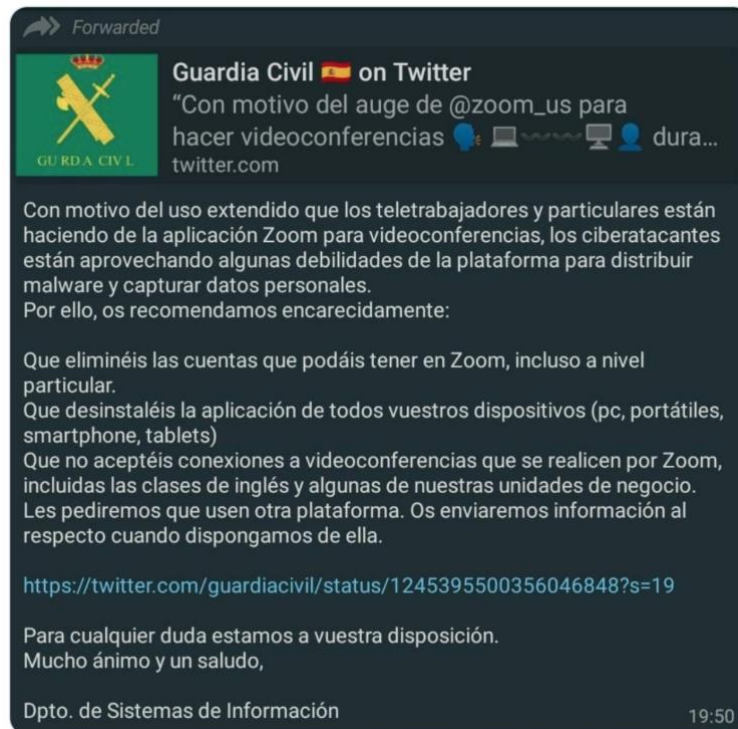 Forwarded
GUARDIA CIVIL
Guardia Civil 🇪🇸 on Twitter
“Con motivo del auge de @zoom_us para
hacer videoconferencias 🗣️ 💻〰️〰️🖥️👤 dura...
twitter.com
Con motivo del uso extendido que los teletrabajadores y particulares están
haciendo de la aplicación Zoom para videoconferencias, los ciberatacantes
están aprovechando algunas debilidades de la plataforma para distribuir
malware y capturar datos personales.
Por ello, os recomendamos encarecidamente:
Que eliminéis las cuentas que podáis tener en Zoom, incluso a nivel
particular.
Que desinstaléis la aplicación de todos vuestros dispositivos (pc, portátiles,
smartphone, tablets)
Que no aceptéis conexiones a videoconferencias que se realicen por Zoom,
incluidas las clases de inglés y algunas de nuestras unidades de negocio.
Les pediremos que usen otra plataforma. Os enviaremos información al
respecto cuando dispongamos de ella.
https://twitter.com/guardiacivil/status/1245395500356046848?s=19
Para cualquier duda estamos a vuestra disposición.
Mucho ánimo y un saludo,
Dpto. de Sistemas de Información
19:50